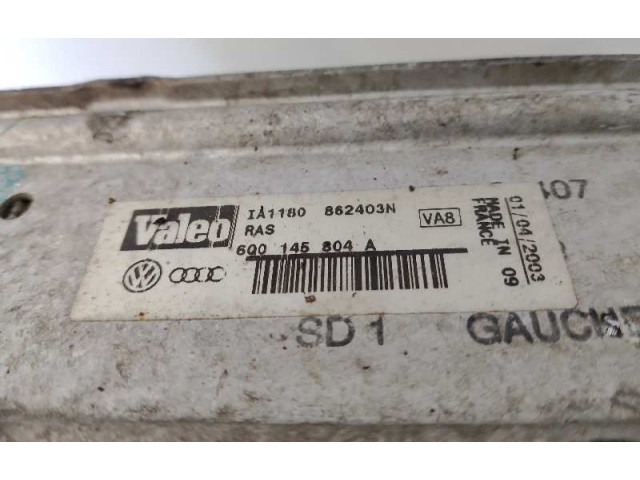 Valeo
IA1180 862403N
RAS
VA8
6Q0 145 804 A
MADE IN 09
FRANCE
01/04/2003
407
SD1 GAUCHE